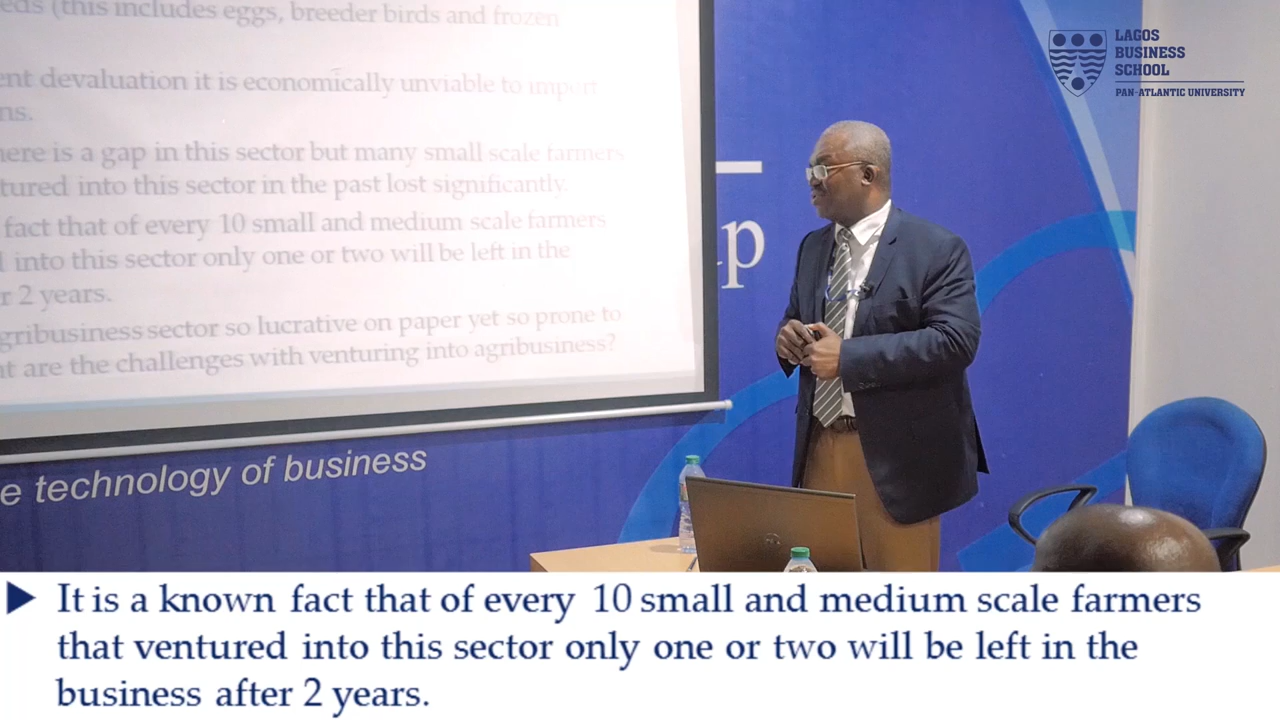 eds (this includes eggs, breeder birds and frozen
ent devaluation it is economically unviable to import
ns.
here is a gap in this sector but many small scale farmers
tured into this sector in the past lost significantly.
fact that of every 10 small and medium scale farmers
into this sector only one or two will be left in the
r 2 years.
gribusiness sector so lucrative on paper yet so prone to
t are the challenges with venturing into agribusiness?
e technology of business
up
LAGOS
BUSINESS
SCHOOL
PAN-ATLANTIC UNIVERSITY
It is a known fact that of every 10 small and medium scale farmers
that ventured into this sector only one or two will be left in the
business after 2 years.